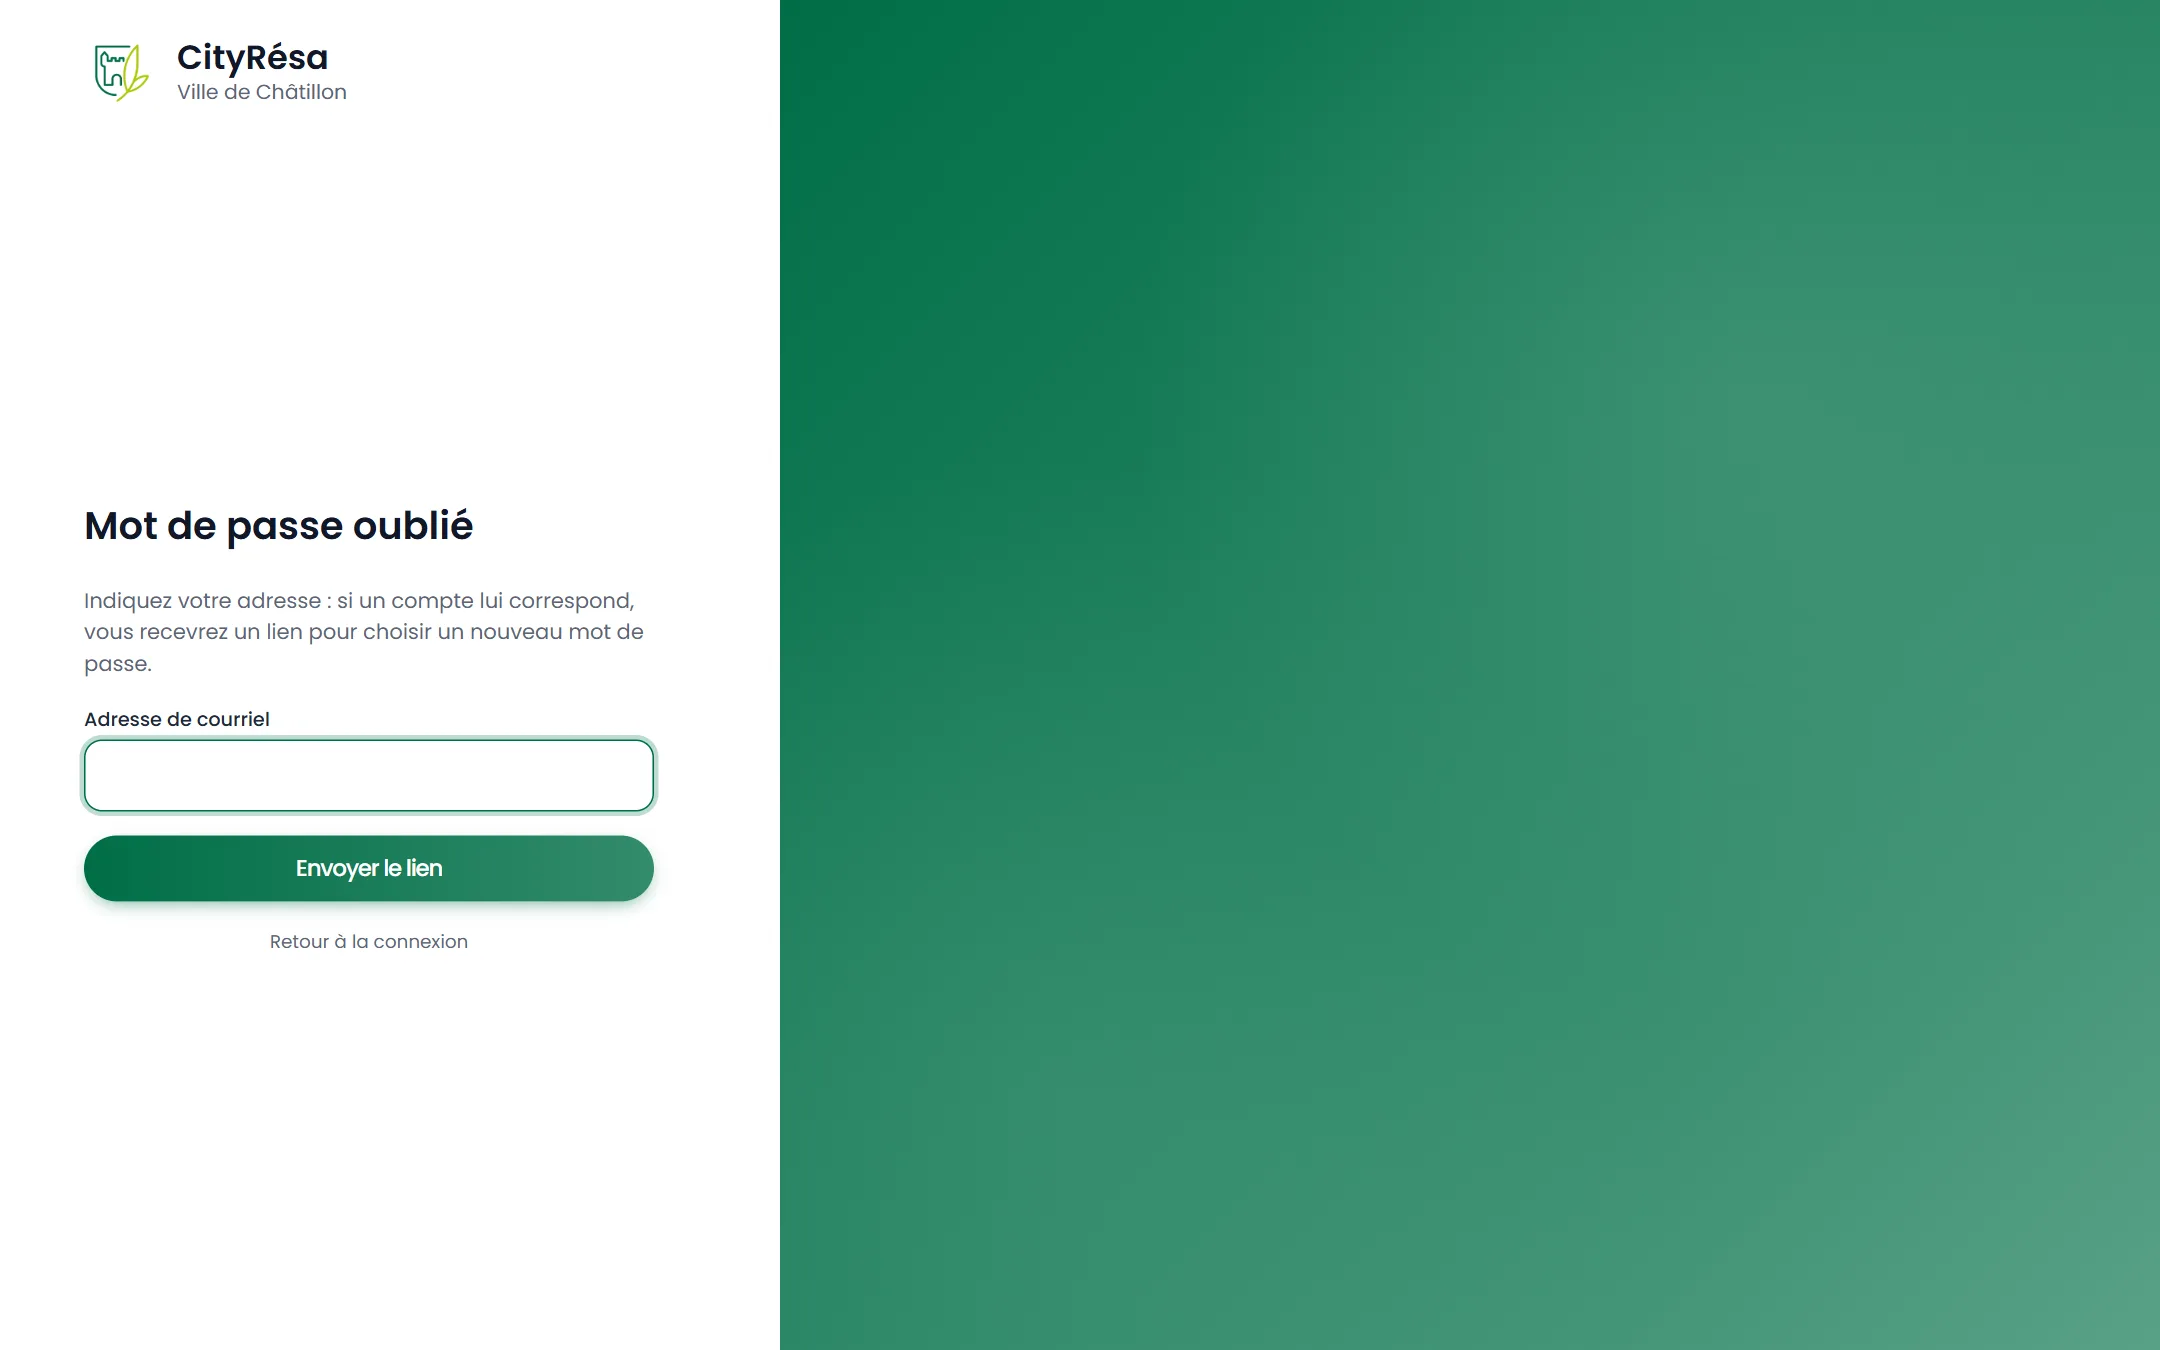 CityRésa
Ville de Châtillon
Mot de passe oublié
Indiquez votre adresse : si un compte lui correspond,
vous recevrez un lien pour choisir un nouveau mot de
passe.
Adresse de courriel
Envoyer le lien
Retour à la connexion